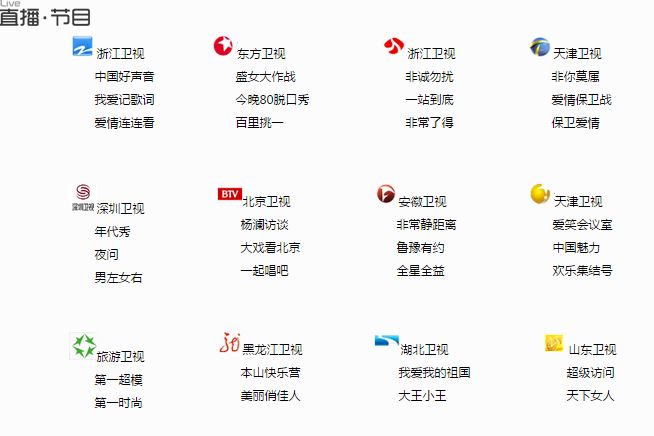 Live
直播·节目
浙江卫视
中国好声音
我爱记歌词
爱情连连看
东方卫视
盛女大作战
今晚80脱口秀
百里挑一
浙江卫视
非诚勿扰
一站到底
非常了得
天津卫视
非你莫属
爱情保卫战
保卫爱情
深圳卫视
深圳卫视
年代秀
夜问
男左女右
BTV
北京卫视
杨澜访谈
大戏看北京
一起唱吧
安徽卫视
非常静距离
鲁豫有约
全星全益
天津卫视
爱笑会议室
中国魅力
欢乐集结号
旅游卫视
第一超模
第一时尚
黑龙江卫视
本山快乐营
美丽俏佳人
湖北卫视
我爱我的祖国
大王小王
山东卫视
超级访问
天下女人